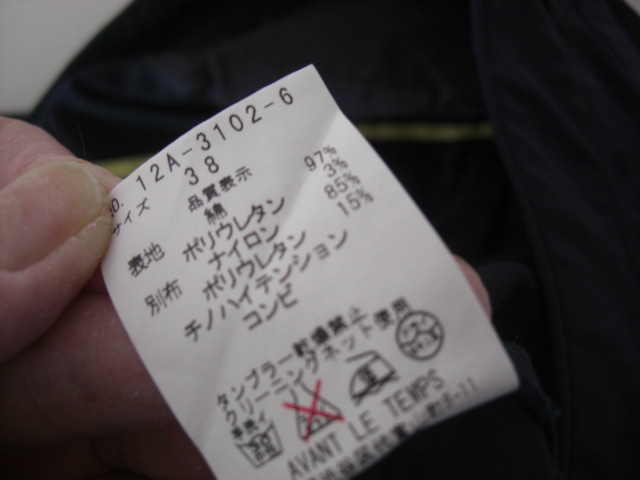 NO. 12A-3102-6
サイズ 38
品質表示
表地 綿 97%
ポリウレタン 3%
別布 ナイロン 85%
ポリウレタン 15%
チノハイテンション
コンビ
タンブラー乾燥禁止
クリーニングネット使用
AVANT LE TEMPS